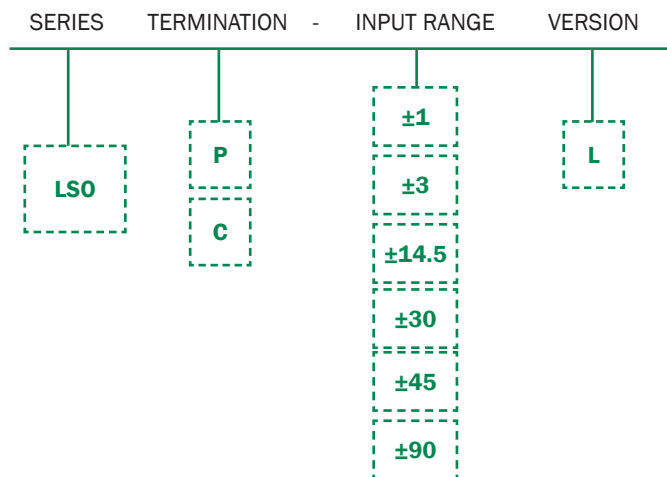 SERIES TERMINATION - INPUT RANGE VERSION
LSO
P
C
±1
±3
±14.5
±30
±45
±90
L